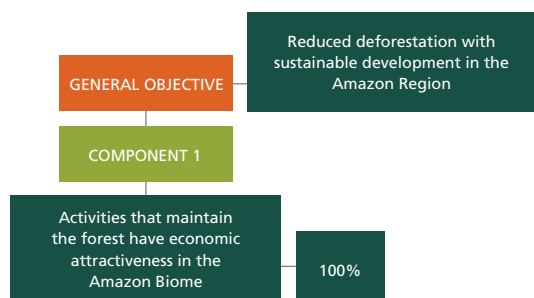 Reduced deforestation with
sustainable development in the
Amazon Region
GENERAL OBJECTIVE
COMPONENT 1
Activities that maintain
the forest have economic
attractiveness in the
Amazon Biome
100%